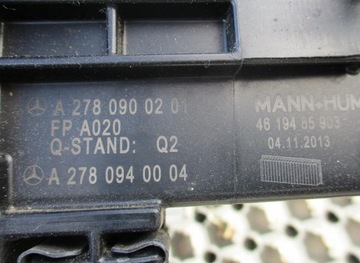 A 278 090 02 01
FP A020
Q-STAND: Q2
A 278 094 00 04
MANN+HUM
46 194 85 903
04.11.2013